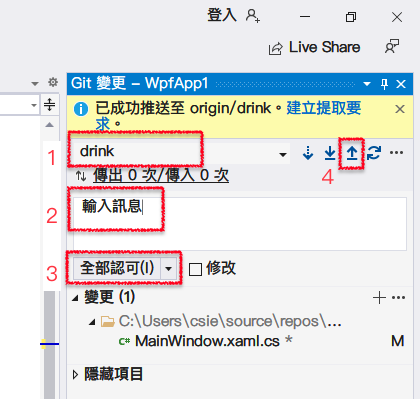 登入
Live Share
Git 變更 – WpfApp1
已成功推送至 origin/drink。建立提取要
求。
1 drink 4
傳出 0 次/傳入 0 次
2 輸入訊息
3 全部認可(I) 修改
變更 (1)
C:\Users\csie\source\repos\...
C# MainWindow.xaml.cs * M
隱藏項目